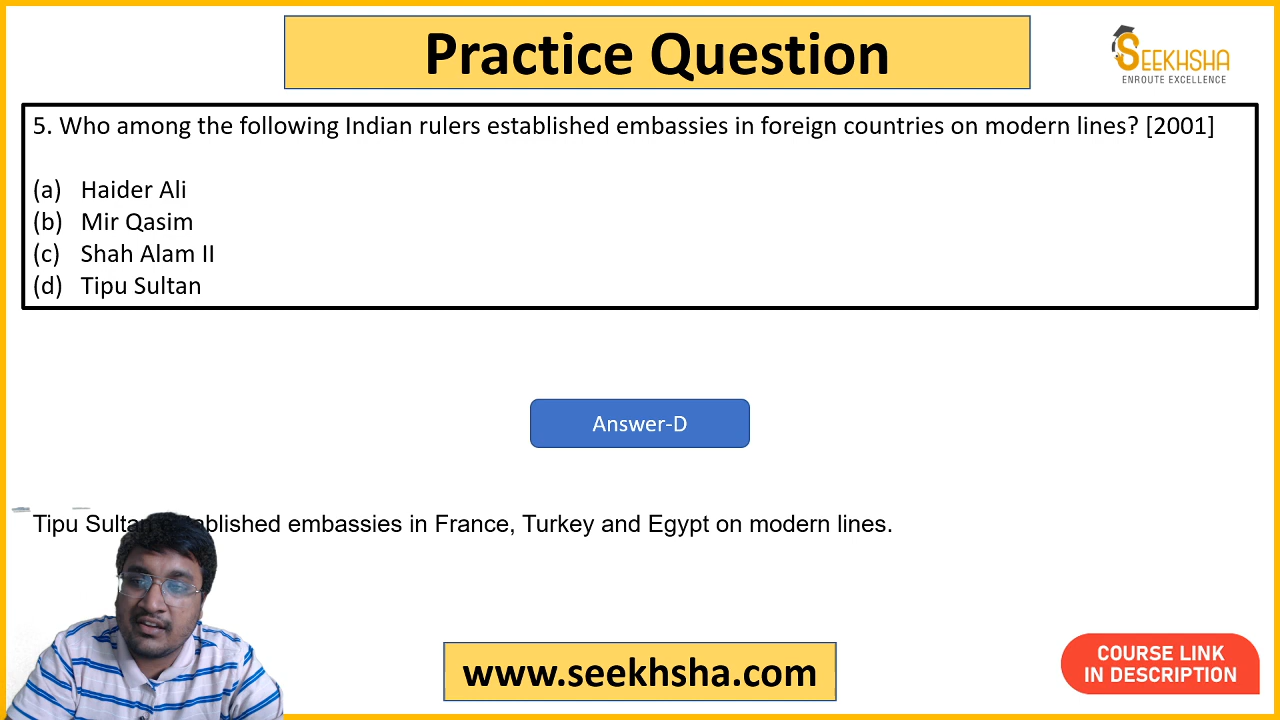 Practice Question
SEEKHSHA
ENROUTE EXCELLENCE
5. Who among the following Indian rulers established embassies in foreign countries on modern lines? [2001]
(a) Haider Ali
(b) Mir Qasim
(c) Shah Alam II
(d) Tipu Sultan
Answer-D
Tipu Sultan established embassies in France, Turkey and Egypt on modern lines.
www.seekhsha.com
COURSE LINK
IN DESCRIPTION